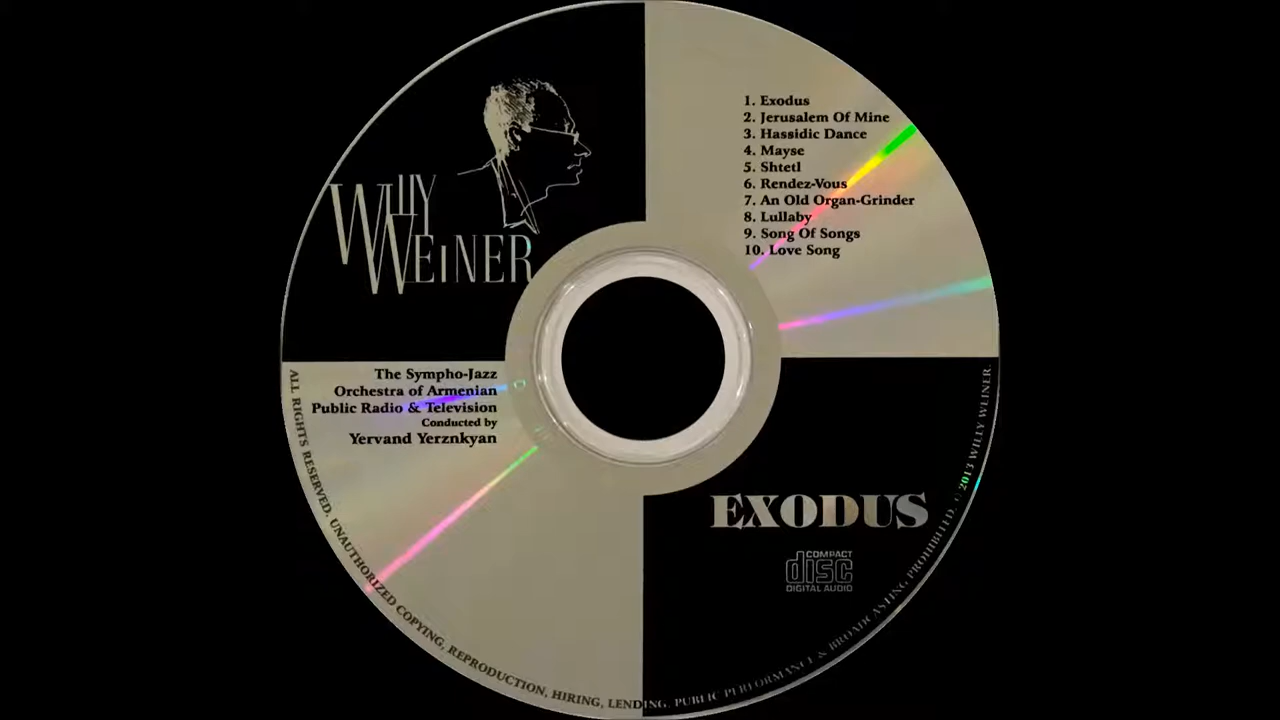 WILLY
WEINER
1. Exodus
2. Jerusalem Of Mine
3. Hassidic Dance
4. Mayse
5. Shtetl
6. Rendez-Vous
7. An Old Organ-Grinder
8. Lullaby
9. Song Of Songs
10. Love Song
The Sympho-Jazz
Orchestra of Armenian
Public Radio & Television
Conducted by
Yervand Yerznkyan
EXODUS
COMPACT
disc
DIGITAL AUDIO
ALL RIGHTS RESERVED. UNAUTHORIZED COPYING, REPRODUCTION, HIRING, LENDING, PUBLIC PERFORMANCE & BROADCASTING PROHIBITED. © 2013 WILLY WEINER.